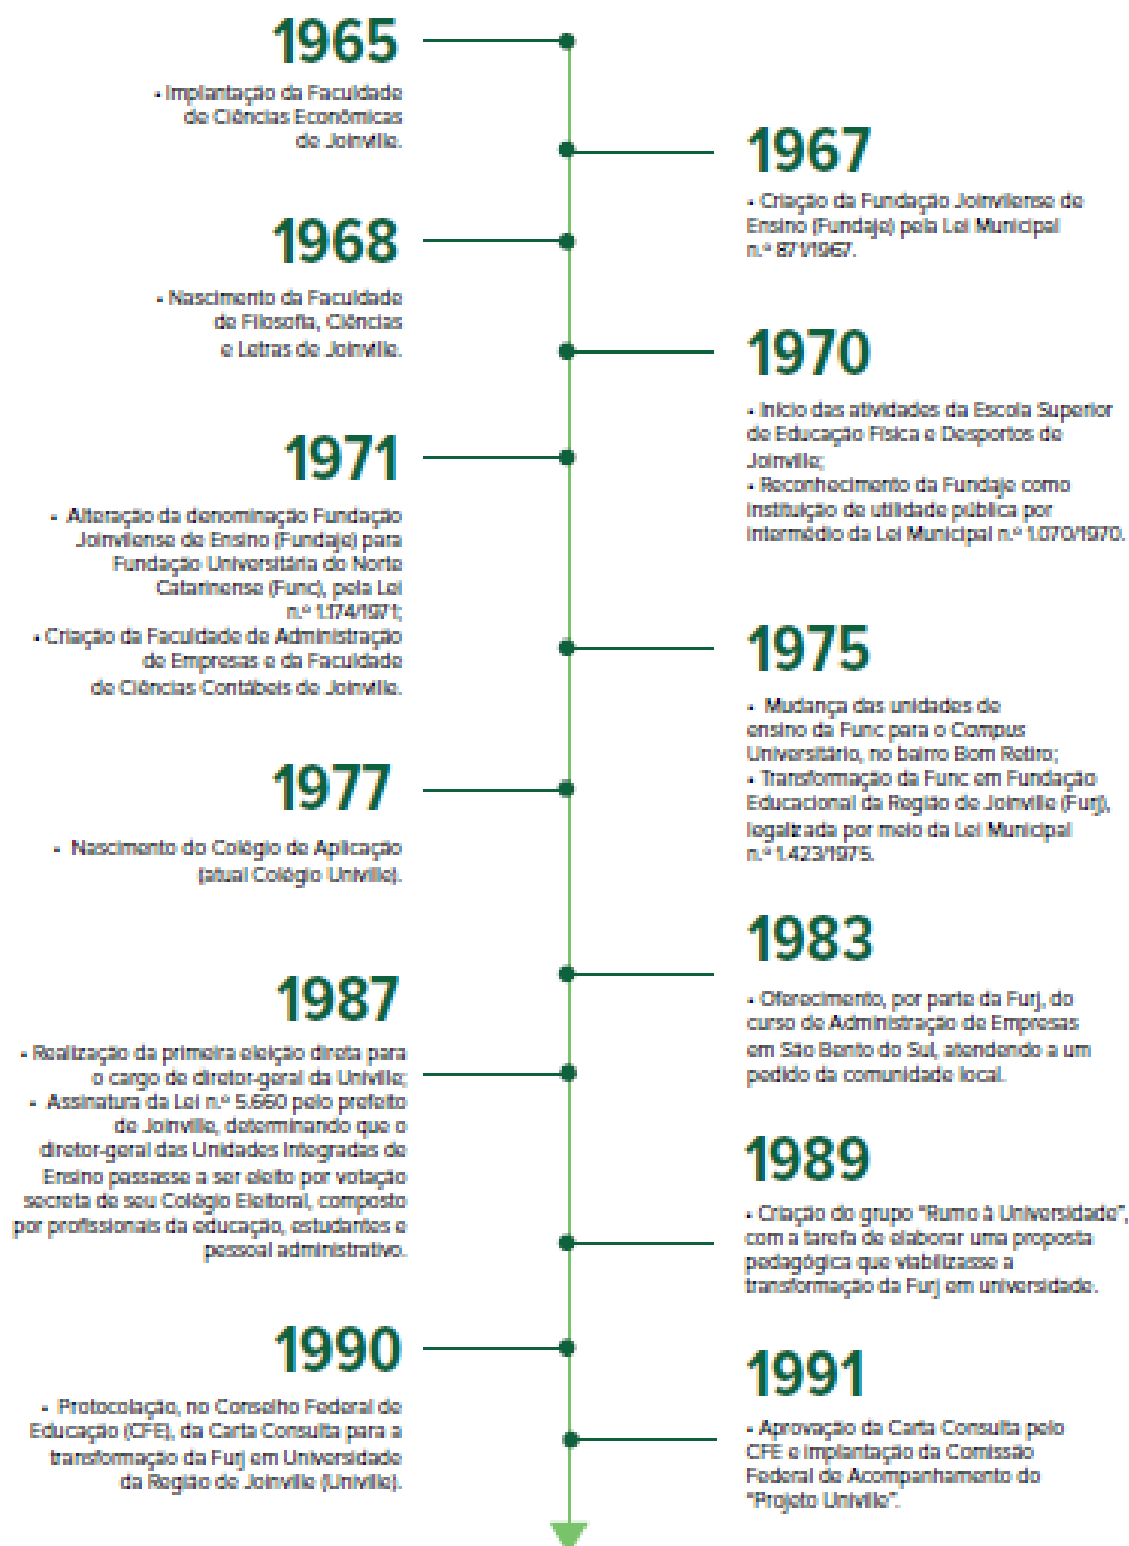 1965
• Implantação da Faculdade
de Ciências Econômicas
de Joinville.
1967
• Criação da Fundação Joinvilense de
Ensino (Fundaje) pela Lei Municipal
n.º 871/1967.
1968
• Nascimento da Faculdade
de Filosofia, Ciências
e Letras de Joinville.
1970
• Início das atividades da Escola Superior
de Educação Física e Desportos de
Joinville;
• Reconhecimento da Fundaje como
instituição de utilidade pública por
intermédio da Lei Municipal n.º 1.070/1970.
1971
• Alteração da denominação Fundação
Joinvilense de Ensino (Fundaje) para
Fundação Universitária do Norte
Catarinense (Func), pela Lei
n.º 1.174/1971;
• Criação da Faculdade de Administração
de Empresas e da Faculdade
de Ciências Contábeis de Joinville.
1975
• Mudança das unidades de
ensino da Func para o Campus
Universitário, no bairro Bom Retiro;
• Transformação da Func em Fundação
Educacional da Região de Joinville (Furj),
legalizada por meio da Lei Municipal
n.º 1.423/1975.
1977
• Nascimento do Colégio de Aplicação
(atual Colégio Univille).
1983
• Oferecimento, por parte da Furj, do
curso de Administração de Empresas
em São Bento do Sul, atendendo a um
pedido da comunidade local.
1987
• Realização da primeira eleição direta para
o cargo de diretor-geral da Univille;
• Assinatura da Lei n.º 5.660 pelo prefeito
de Joinville, determinando que o
diretor-geral das Unidades Integradas de
Ensino passasse a ser eleito por votação
secreta de seu Colégio Eleitoral, composto
por profissionais da educação, estudantes e
pessoal administrativo.
1989
• Criação do grupo "Rumo à Universidade",
com a tarefa de elaborar uma proposta
pedagógica que viabilizasse a
transformação da Furj em universidade.
1990
• Protocolação, no Conselho Federal de
Educação (CFE), da Carta Consulta para a
transformação da Furj em Universidade
da Região de Joinville (Univille).
1991
• Aprovação da Carta Consulta pelo
CFE e implantação da Comissão
Federal de Acompanhamento do
"Projeto Univille".